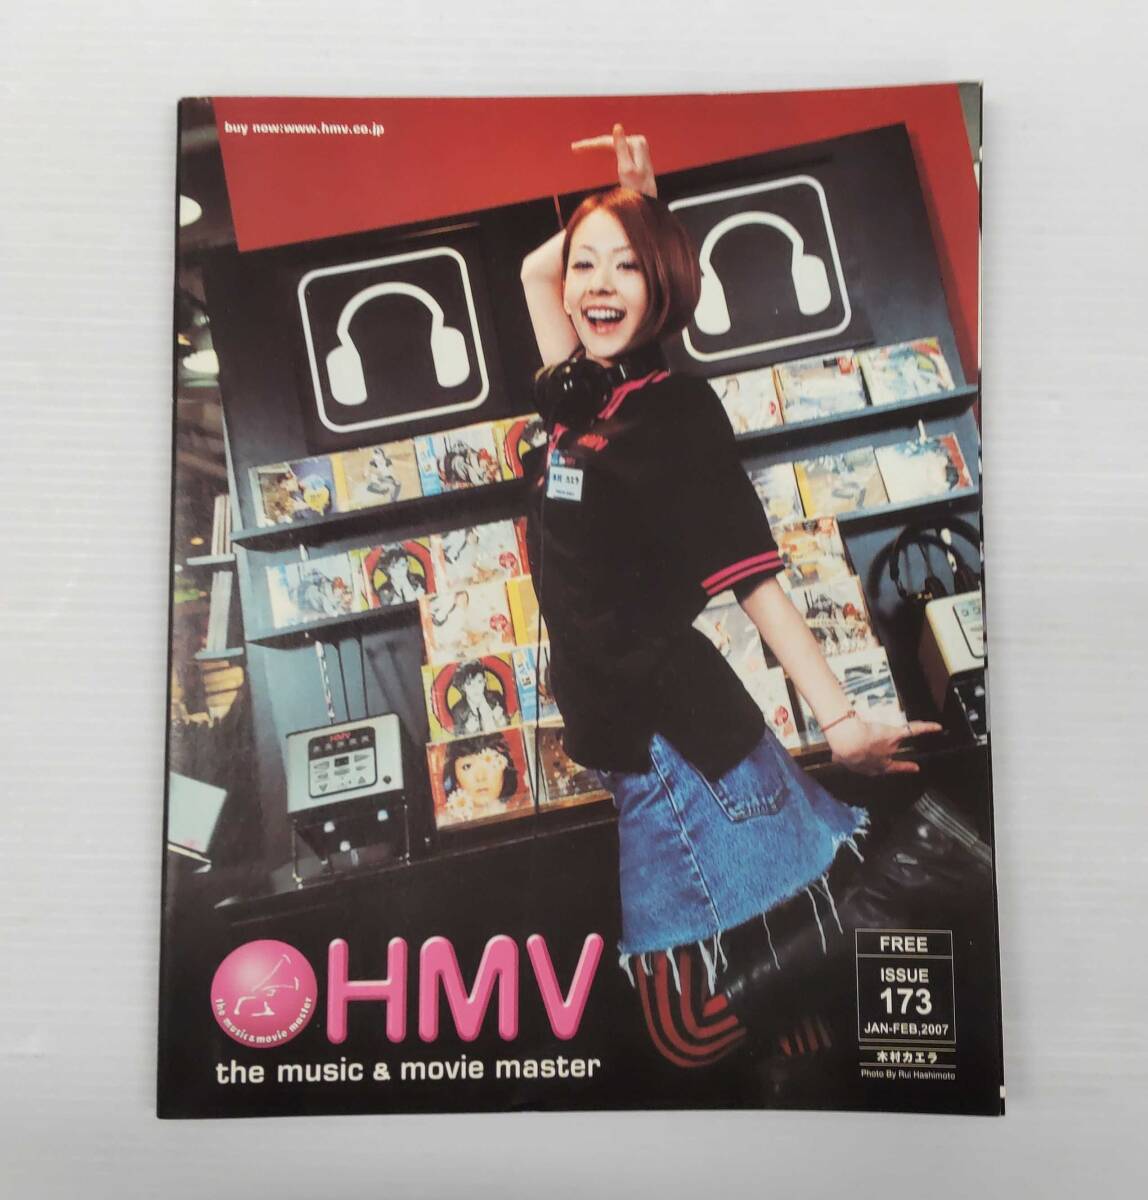 buy now:www.hmv.co.jp
HMV
the music & movie master
HMV
the music & movie master
FREE
ISSUE
173
JAN-FEB,2007
木村カエラ
Photo By Rui Hashimoto